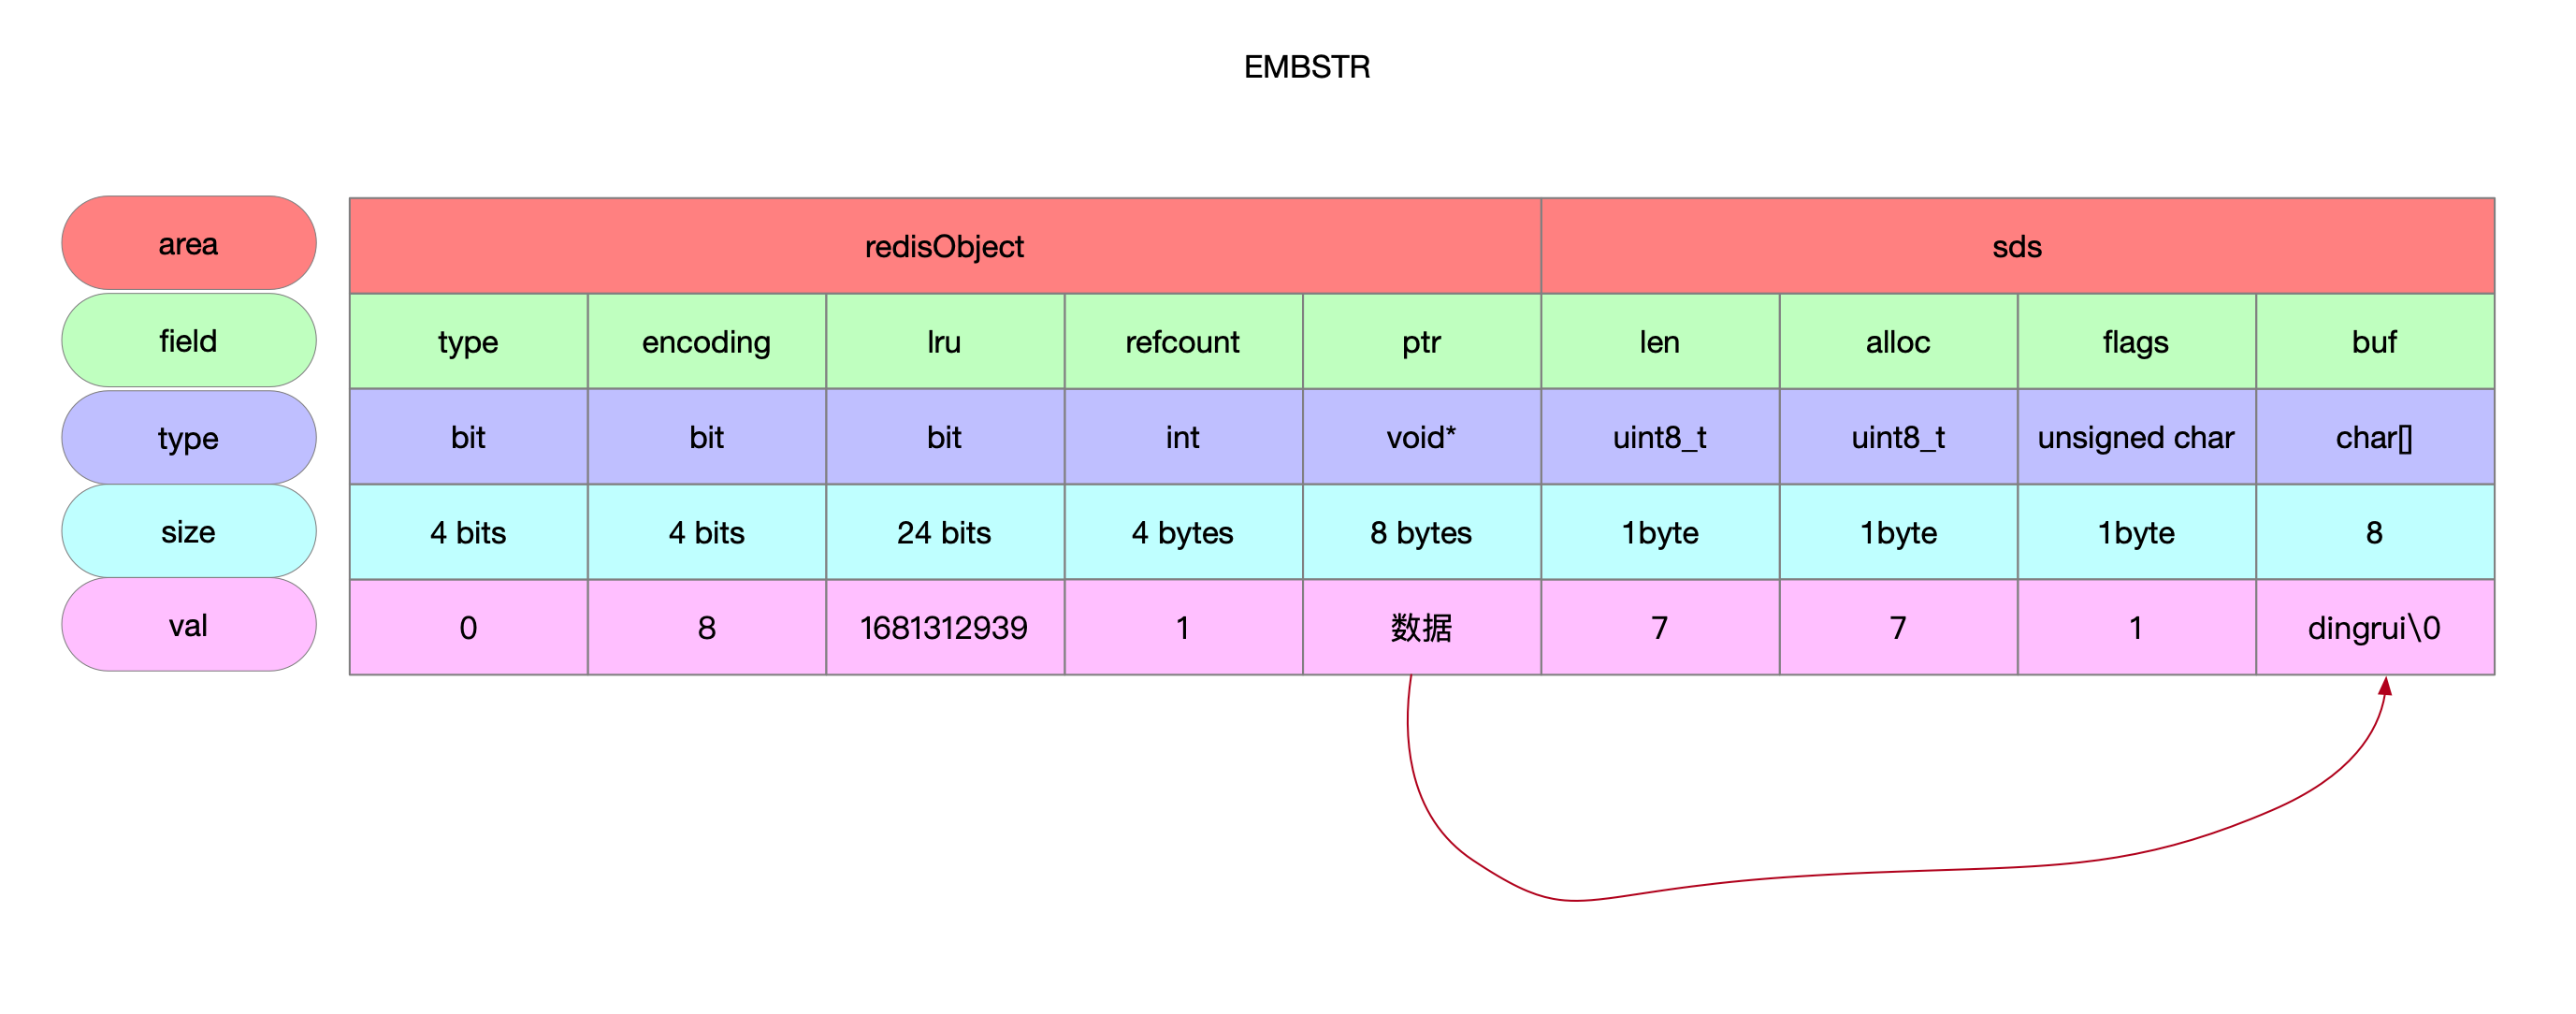 EMBSTR
area redisObject sds
field type encoding lru refcount ptr len alloc flags buf
type bit bit bit int void* uint8_t uint8_t unsigned char char[]
size 4 bits 4 bits 24 bits 4 bytes 8 bytes 1byte 1byte 1byte 8
val 0 8 1681312939 1 数据 7 7 1 dingrui\0